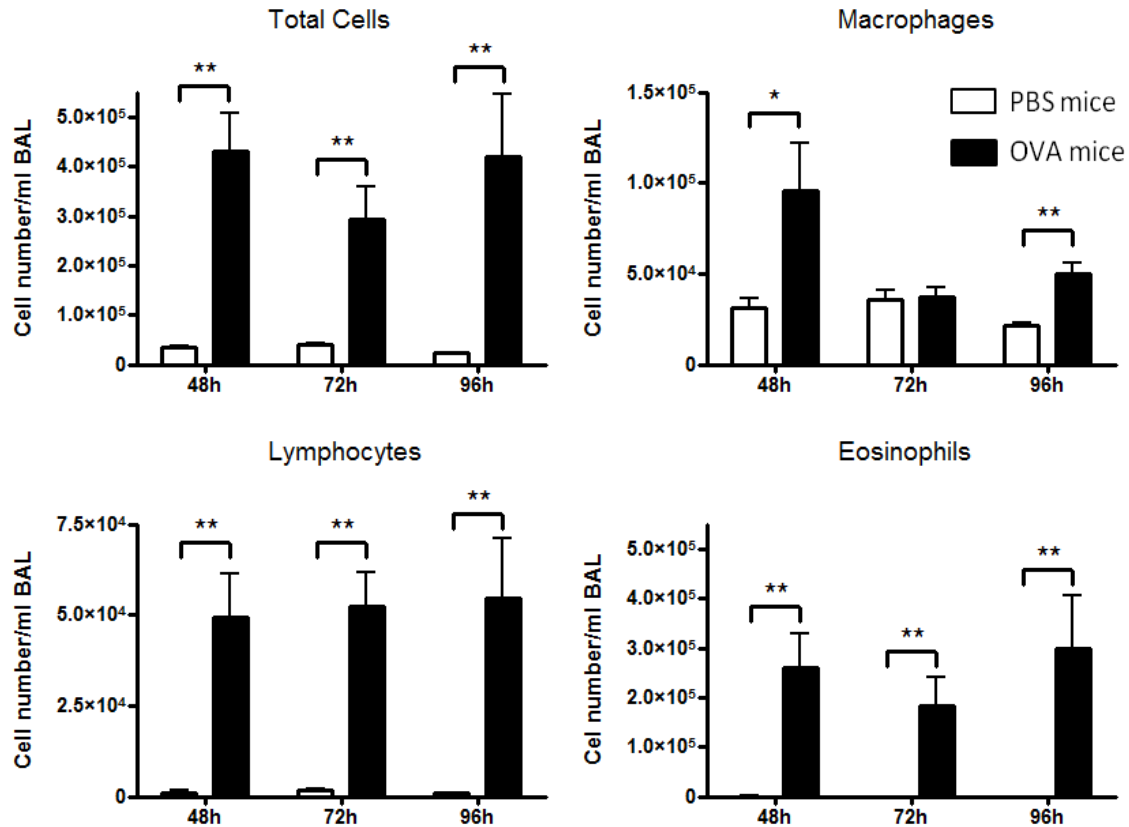 Total Cells
Cell number/ml BAL
5.0×10⁵
4.0×10⁵
3.0×10⁵
2.0×10⁵
1.0×10⁵
0
**
**
**
48h 72h 96h
Macrophages
Cell number/ml BAL
1.5×10⁵
1.0×10⁵
5.0×10⁴
0
*
**
PBS mice
OVA mice
48h 72h 96h
Lymphocytes
Cell number/ml BAL
7.5×10⁴
5.0×10⁴
2.5×10⁴
0
**
**
**
48h 72h 96h
Eosinophils
Cel number/ml BAL
5.0×10⁵
4.0×10⁵
3.0×10⁵
2.0×10⁵
1.0×10⁵
0
**
**
**
48h 72h 96h